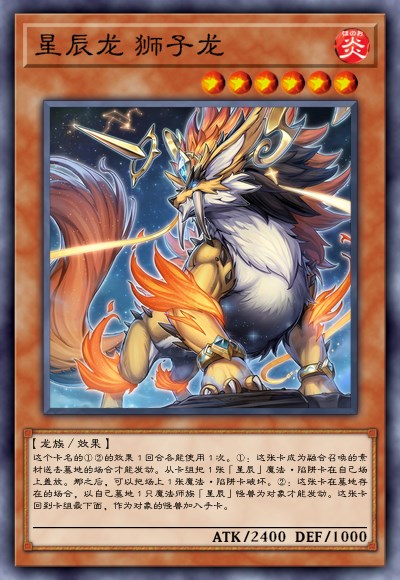 星辰龙 狮子龙
ほのお
炎
【龙族／效果】
这个卡名的①②的效果1回合各能使用1次。①：这张卡成为融合召唤的素
材送去墓地的场合才能发动。从卡组把1张「星辰」魔法·陷阱卡在自己场
上盖放。那之后，可以把场上1张魔法·陷阱卡破坏。②：这张卡在墓地存
在的场合，以自己墓地1只魔法师族「星辰」怪兽为对象才能发动。这张卡
回到卡组最下面，作为对象的怪兽加入手卡。
ATK/2400 DEF/1000